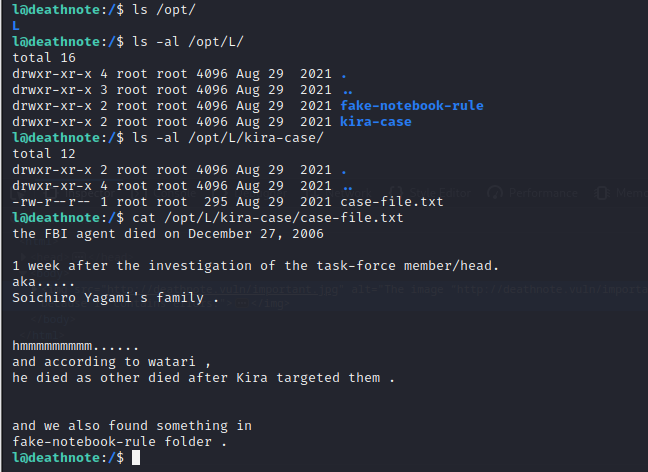 l@deathnote:/$ ls /opt/
L
l@deathnote:/$ ls -al /opt/L/
total 16
drwxr-xr-x 4 root root 4096 Aug 29  2021 .
drwxr-xr-x 3 root root 4096 Aug 29  2021 ..
drwxr-xr-x 2 root root 4096 Aug 29  2021 fake-notebook-rule
drwxr-xr-x 2 root root 4096 Aug 29  2021 kira-case
l@deathnote:/$ ls -al /opt/L/kira-case/
total 12
drwxr-xr-x 2 root root 4096 Aug 29  2021 .
drwxr-xr-x 4 root root 4096 Aug 29  2021 ..
-rw-r--r-- 1 root root  295 Aug 29  2021 case-file.txt
l@deathnote:/$ cat /opt/L/kira-case/case-file.txt
the FBI agent died on December 27, 2006
1 week after the investigation of the task-force member/head.
aka.....
Soichiro Yagami's family .
hmmmmmmmmm......
and according to watari ,
he died as other died after Kira targeted them .
and we also found something in
fake-notebook-rule folder .
l@deathnote:/$